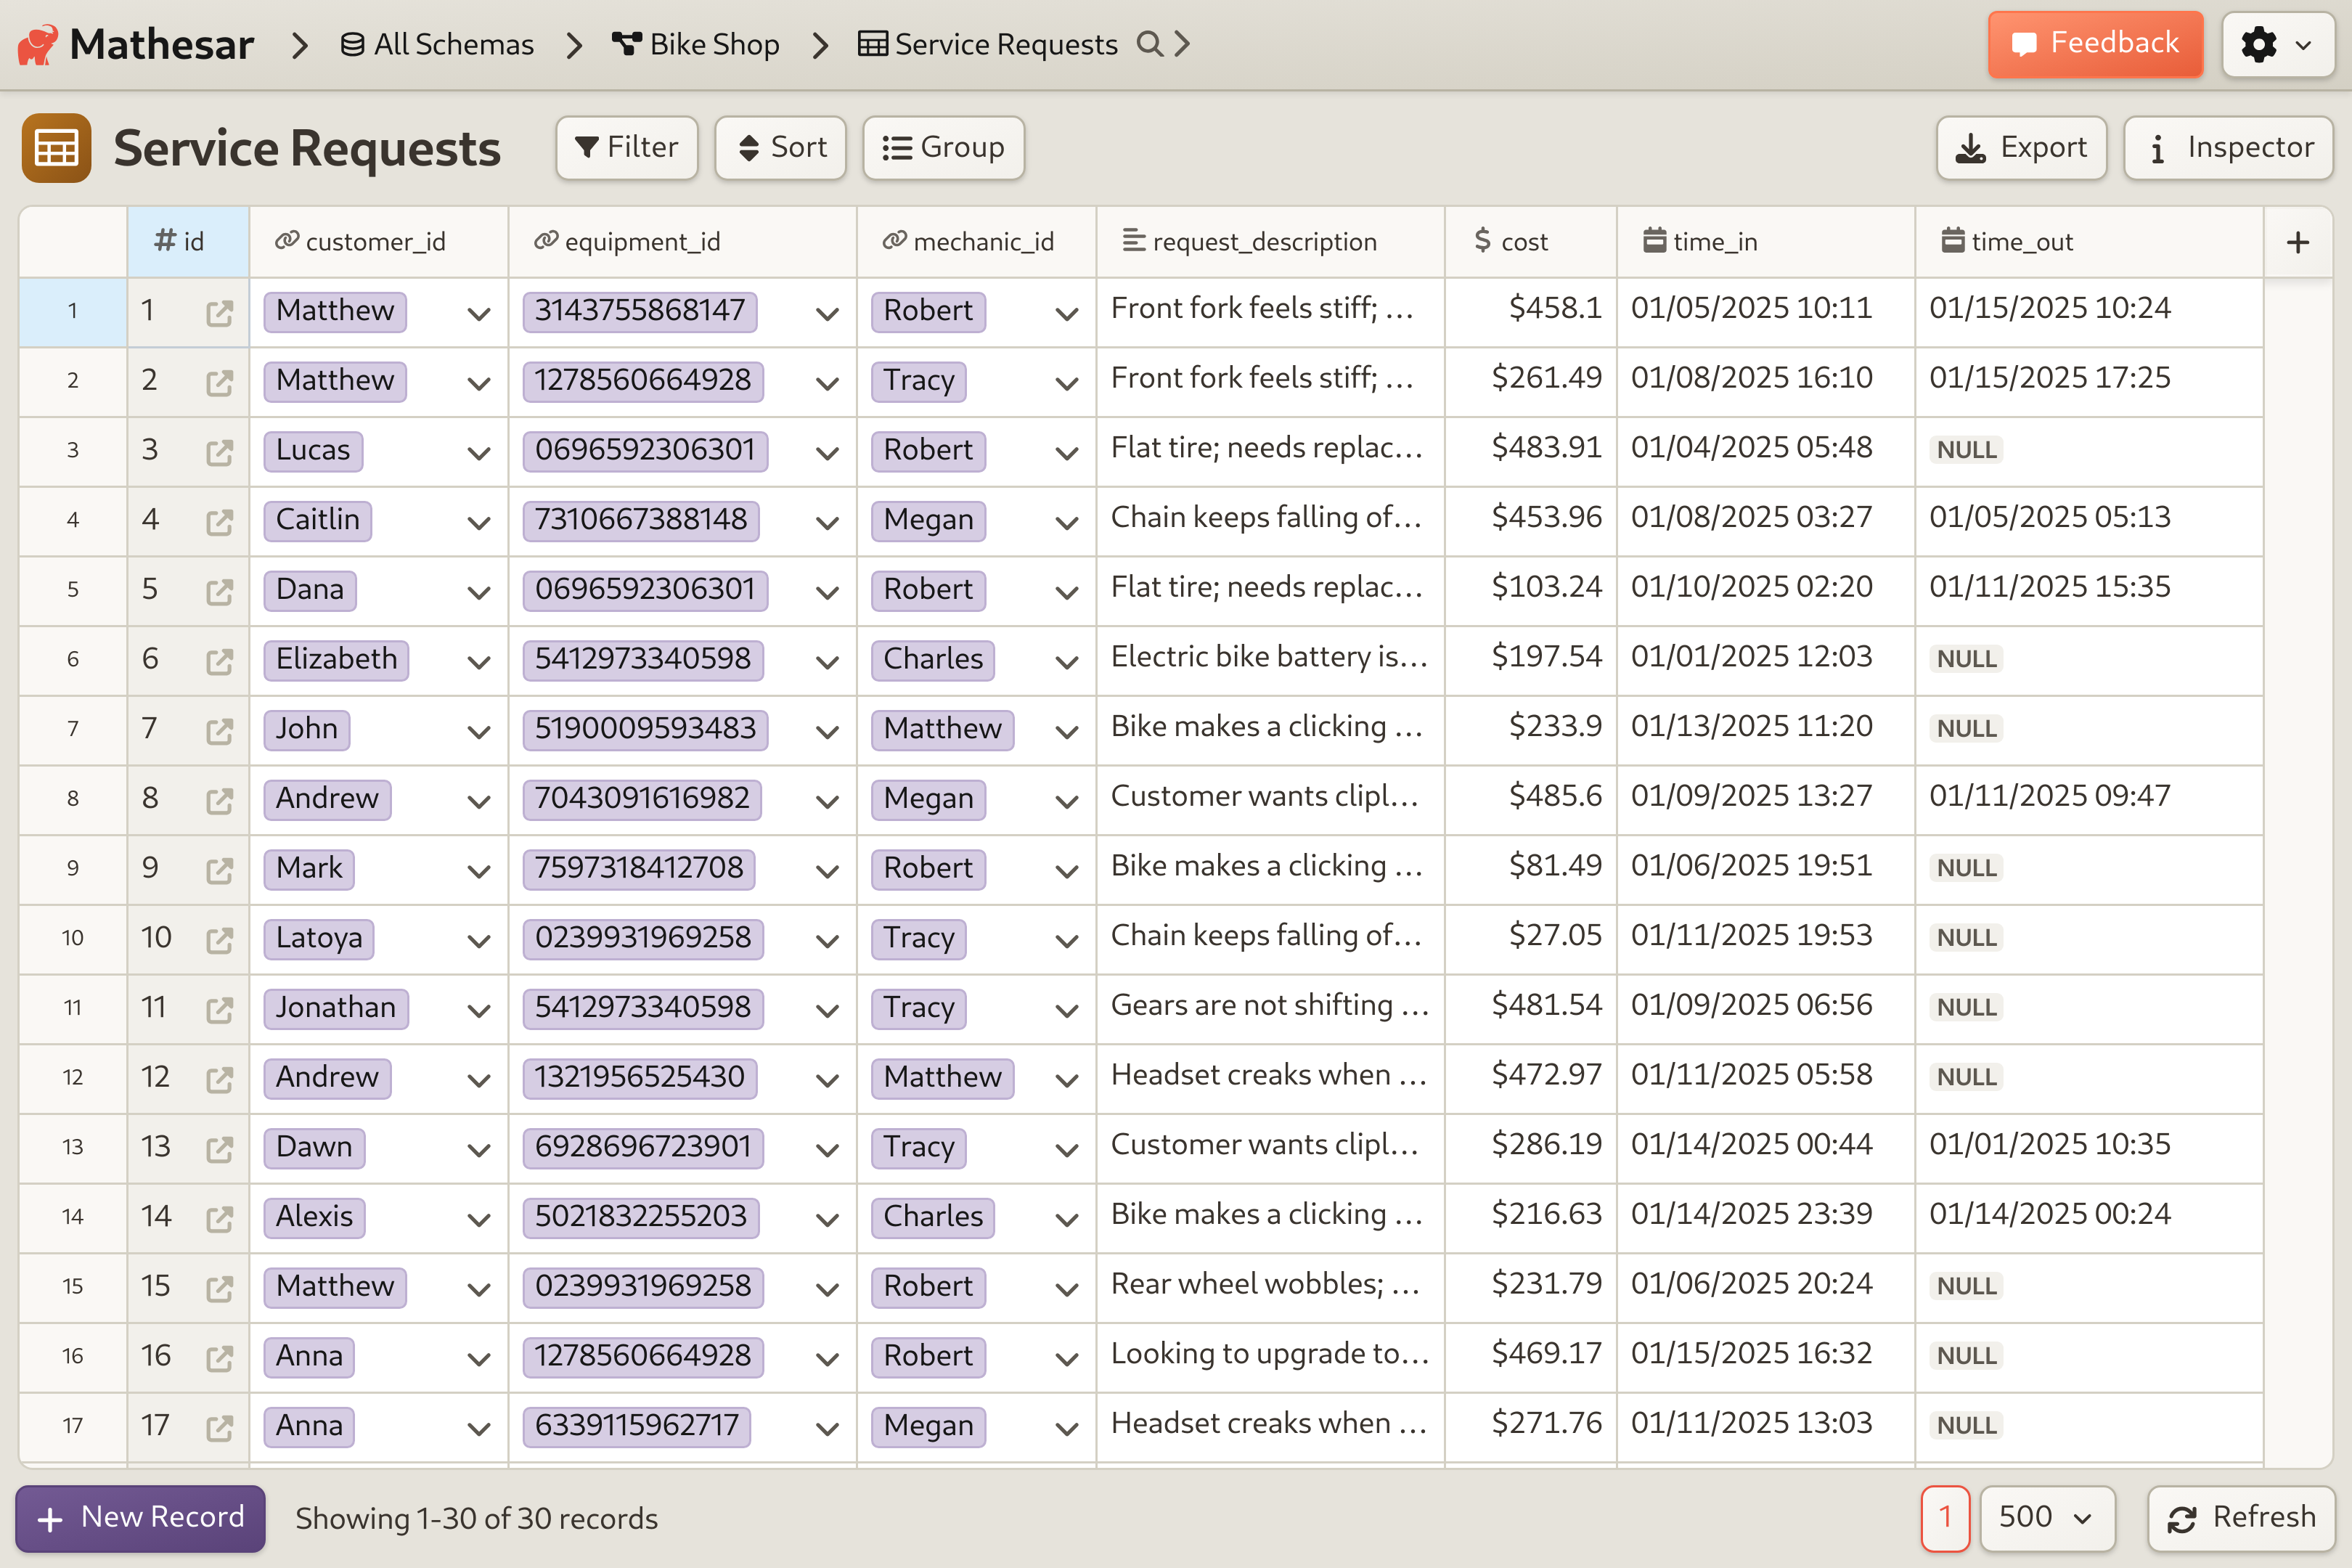 Mathesar All Schemas Bike Shop Service Requests Feedback
Service Requests Filter Sort Group Export Inspector
# id customer_id equipment_id mechanic_id request_description $ cost time_in time_out +
1 1 Matthew 3143755868147 Robert Front fork feels stiff; ... $458.1 01/05/2025 10:11 01/15/2025 10:24
2 2 Matthew 1278560664928 Tracy Front fork feels stiff; ... $261.49 01/08/2025 16:10 01/15/2025 17:25
3 3 Lucas 0696592306301 Robert Flat tire; needs replac... $483.91 01/04/2025 05:48 NULL
4 4 Caitlin 7310667388148 Megan Chain keeps falling of... $453.96 01/08/2025 03:27 01/05/2025 05:13
5 5 Dana 0696592306301 Robert Flat tire; needs replac... $103.24 01/10/2025 02:20 01/11/2025 15:35
6 6 Elizabeth 5412973340598 Charles Electric bike battery is... $197.54 01/01/2025 12:03 NULL
7 7 John 5190009593483 Matthew Bike makes a clicking ... $233.9 01/13/2025 11:20 NULL
8 8 Andrew 7043091616982 Megan Customer wants clipl... $485.6 01/09/2025 13:27 01/11/2025 09:47
9 9 Mark 7597318412708 Robert Bike makes a clicking ... $81.49 01/06/2025 19:51 NULL
10 10 Latoya 0239931969258 Tracy Chain keeps falling of... $27.05 01/11/2025 19:53 NULL
11 11 Jonathan 5412973340598 Tracy Gears are not shifting ... $481.54 01/09/2025 06:56 NULL
12 12 Andrew 1321956525430 Matthew Headset creaks when ... $472.97 01/11/2025 05:58 NULL
13 13 Dawn 6928696723901 Tracy Customer wants clipl... $286.19 01/14/2025 00:44 01/01/2025 10:35
14 14 Alexis 5021832255203 Charles Bike makes a clicking ... $216.63 01/14/2025 23:39 01/14/2025 00:24
15 15 Matthew 0239931969258 Robert Rear wheel wobbles; ... $231.79 01/06/2025 20:24 NULL
16 16 Anna 1278560664928 Robert Looking to upgrade to... $469.17 01/15/2025 16:32 NULL
17 17 Anna 6339115962717 Megan Headset creaks when ... $271.76 01/11/2025 13:03 NULL
+ New Record Showing 1-30 of 30 records 1 500 Refresh